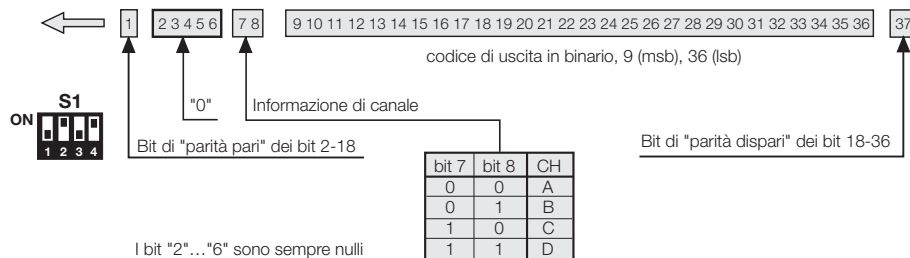 1 2 3 4 5 6 7 8 9 10 11 12 13 14 15 16 17 18 19 20 21 22 23 24 25 26 27 28 29 30 31 32 33 34 35 36 37
codice di uscita in binario, 9 (msb), 36 (lsb)
S1
ON
1 2 3 4
"0"
Informazione di canale
Bit di "parità pari" dei bit 2-18
Bit di "parità dispari" dei bit 18-36
bit 7 bit 8 CH
0 0 A
0 1 B
1 0 C
1 1 D
I bit "2"…"6" sono sempre nulli